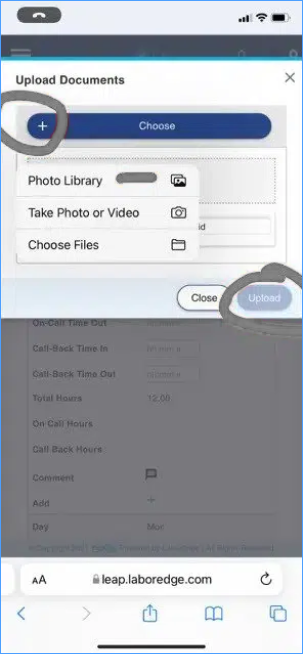 Upload Documents
Choose
Photo Library
Take Photo or Video
Choose Files
id
Close
Upload
On-Call Time Out
Call-Back Time In
Call-Back Time Out
Total Hours 12.00
On Call Hours
Call Back Hours
Comment
Add
Day Mon
AA leap.laboredge.com